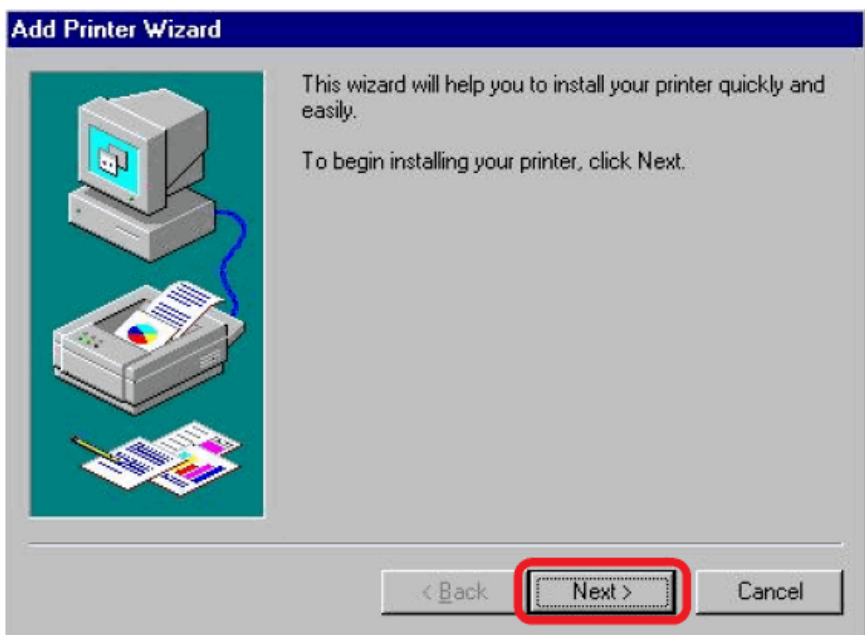 Add Printer Wizard
This wizard will help you to install your printer quickly and
easily.
To begin installing your printer, click Next.
< Back
Next >
Cancel